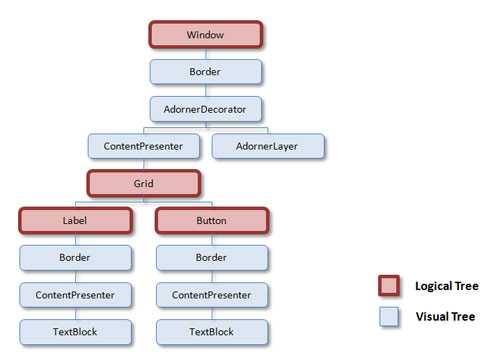 Window
Border
AdornerDecorator
ContentPresenter AdornerLayer
Grid
Label Button
Border Border
ContentPresenter ContentPresenter
TextBlock TextBlock
Logical Tree
Visual Tree